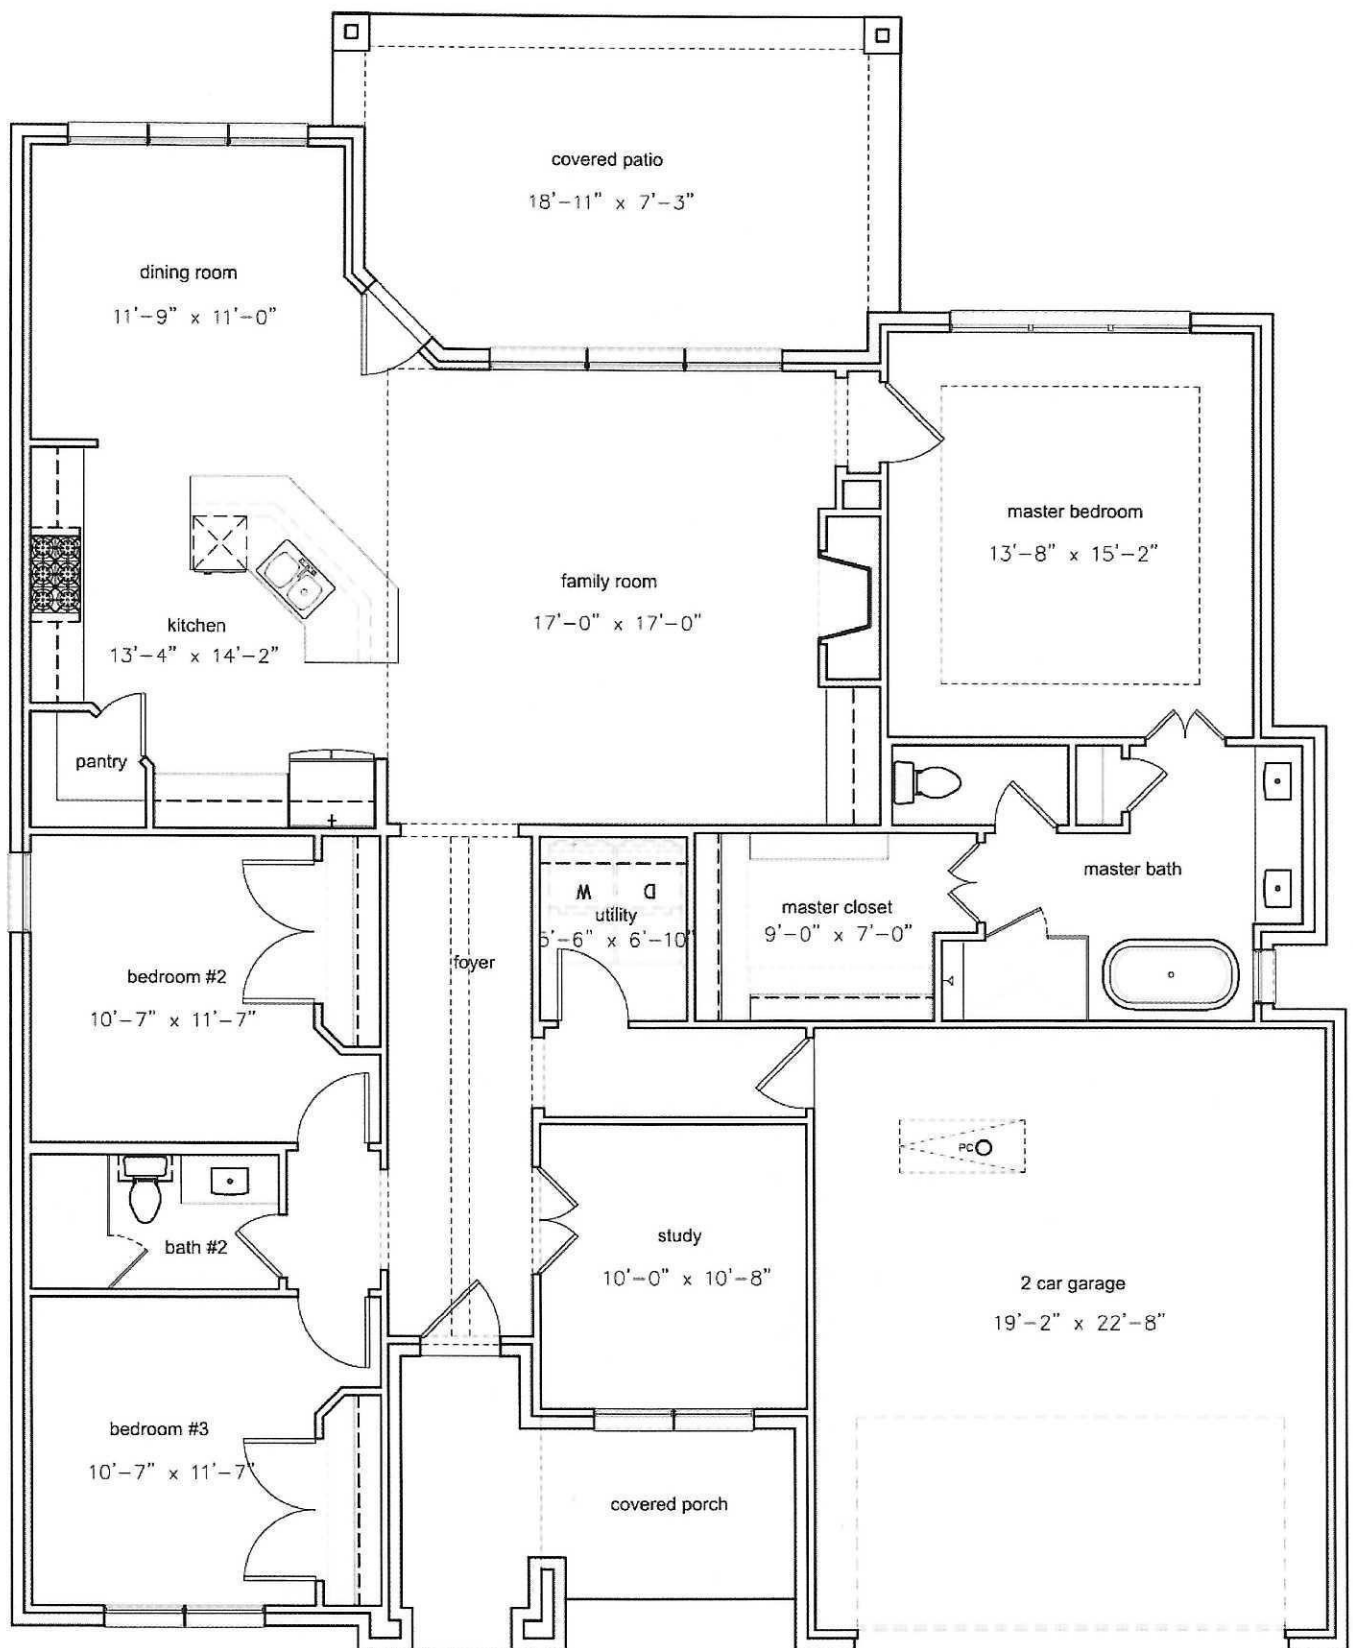 covered patio
18'-11" x 7'-3"
dining room
11'-9" x 11'-0"
master bedroom
13'-8" x 15'-2"
family room
17'-0" x 17'-0"
kitchen
13'-4" x 14'-2"
pantry
master bath
W D
utility
6'-10"
master closet
9'-0" x 7'-0"
foyer
bedroom #2
10'-7" x 11'-7"
PC
bath #2
study
10'-0" x 10'-8"
2 car garage
19'-2" x 22'-8"
bedroom #3
10'-7" x 11'-7"
covered porch